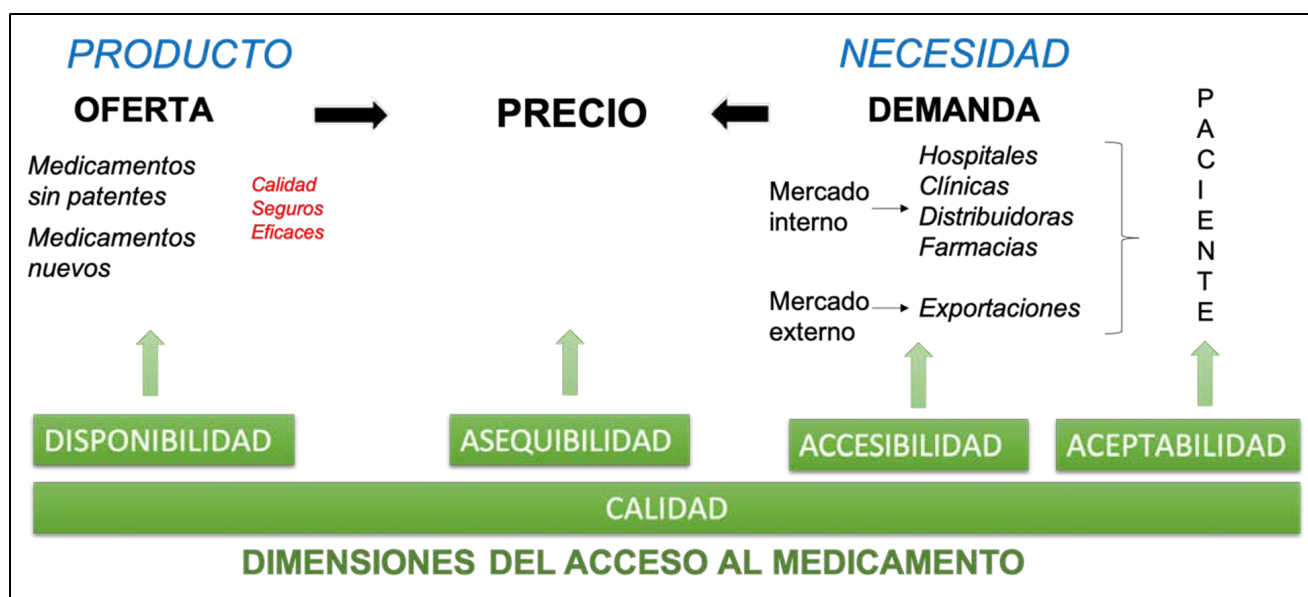 PRODUCTO
OFERTA
Medicamentos
sin patentes
Medicamentos
nuevos
Calidad
Seguros
Eficaces
PRECIO
NECESIDAD
DEMANDA
Mercado
interno
Hospitales
Clínicas
Distribuidoras
Farmacias
Mercado
externo
Exportaciones
PACIENTE
DISPONIBILIDAD
ASEQUIBILIDAD
ACCESIBILIDAD
ACEPTABILIDAD
CALIDAD
DIMENSIONES DEL ACCESO AL MEDICAMENTO